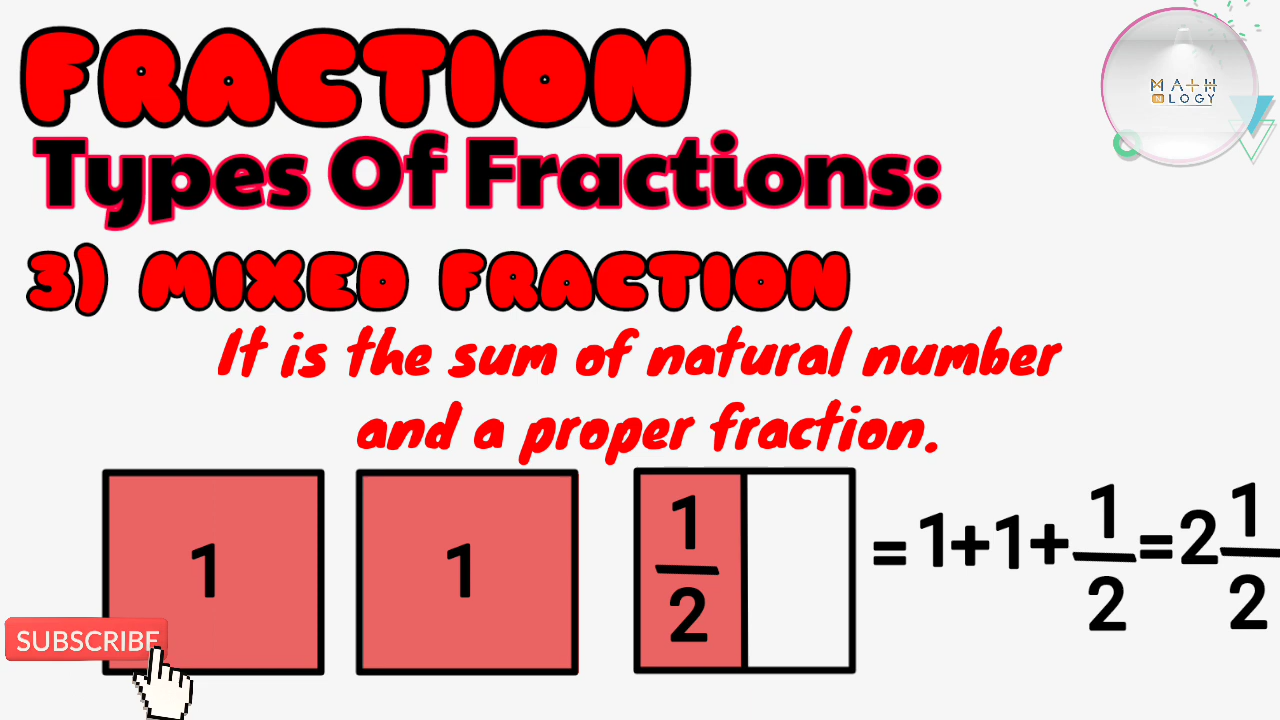 FRACTION
MATH
NLOGY
Types Of Fractions:
3) MIXED FRACTION
It is the sum of natural number
and a proper fraction.
1 1 1/2 =1+1+1/2=2 1/2
SUBSCRIBE